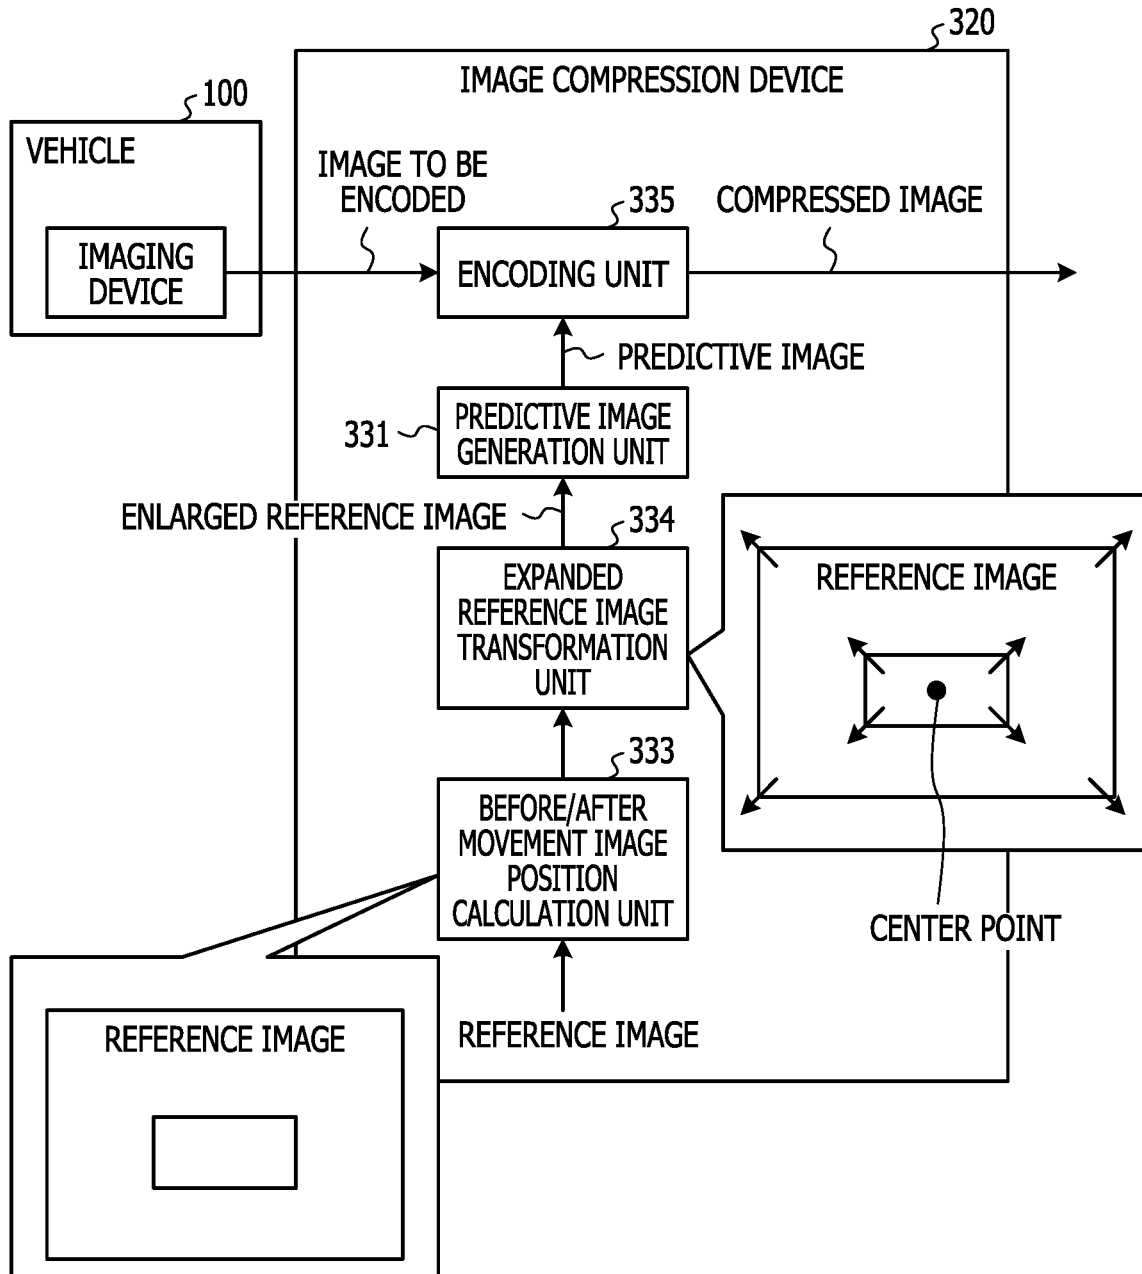 320
IMAGE COMPRESSION DEVICE
100
VEHICLE
IMAGING
DEVICE
IMAGE TO BE
ENCODED
335
ENCODING UNIT
COMPRESSED IMAGE
PREDICTIVE IMAGE
331
PREDICTIVE IMAGE
GENERATION UNIT
ENLARGED REFERENCE IMAGE
334
EXPANDED
REFERENCE IMAGE
TRANSFORMATION
UNIT
REFERENCE IMAGE
CENTER POINT
333
BEFORE/AFTER
MOVEMENT IMAGE
POSITION
CALCULATION UNIT
REFERENCE IMAGE
REFERENCE IMAGE